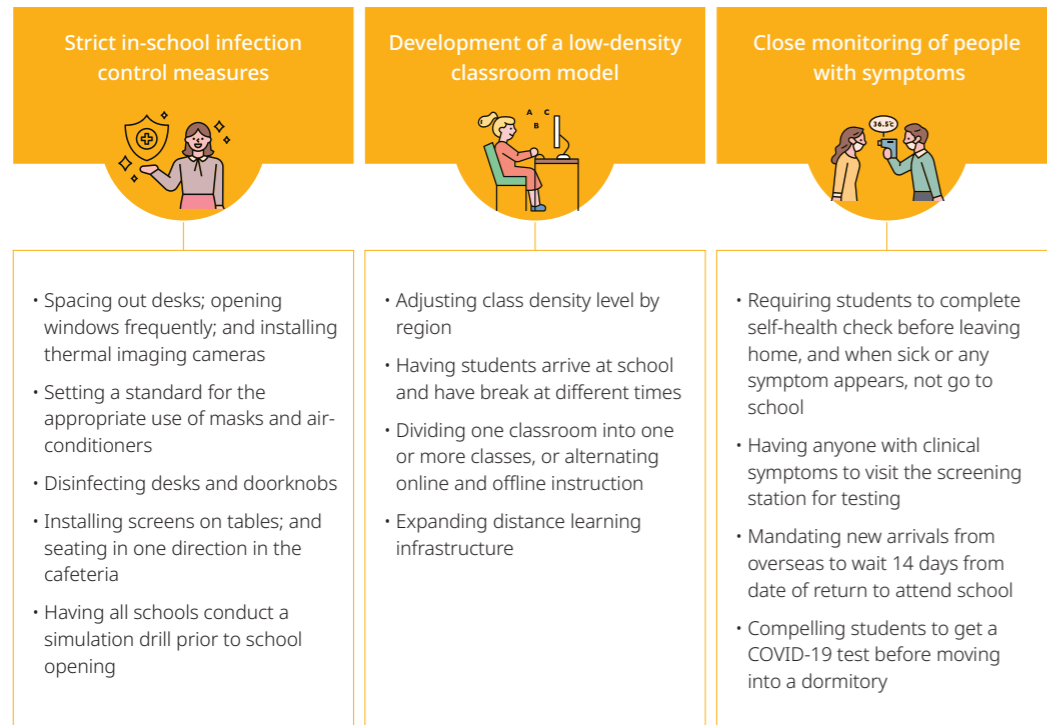 Strict in-school infection
control measures
• Spacing out desks; opening
windows frequently; and installing
thermal imaging cameras
• Setting a standard for the
appropriate use of masks and air-
conditioners
• Disinfecting desks and doorknobs
• Installing screens on tables; and
seating in one direction in the
cafeteria
• Having all schools conduct a
simulation drill prior to school
opening
Development of a low-density
classroom model
A C
B
• Adjusting class density level by
region
• Having students arrive at school
and have break at different times
• Dividing one classroom into one
or more classes, or alternating
online and offline instruction
• Expanding distance learning
infrastructure
Close monitoring of people
with symptoms
36.5℃
• Requiring students to complete
self-health check before leaving
home, and when sick or any
symptom appears, not go to
school
• Having anyone with clinical
symptoms to visit the screening
station for testing
• Mandating new arrivals from
overseas to wait 14 days from
date of return to attend school
• Compelling students to get a
COVID-19 test before moving
into a dormitory